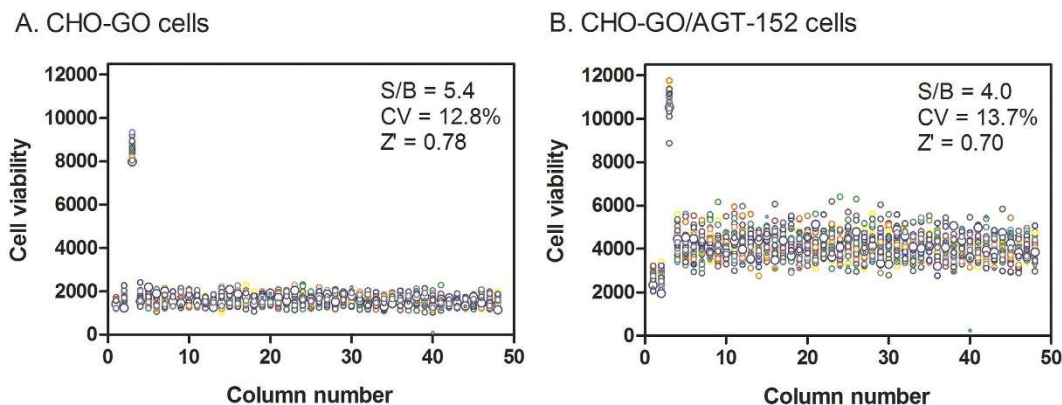 A. CHO-GO cells
S/B = 5.4
CV = 12.8%
Z' = 0.78
12000
10000
8000
6000
4000
2000
0
Cell viability
0 10 20 30 40 50
Column number
B. CHO-GO/AGT-152 cells
S/B = 4.0
CV = 13.7%
Z' = 0.70
12000
10000
8000
6000
4000
2000
0
Cell viability
0 10 20 30 40 50
Column number